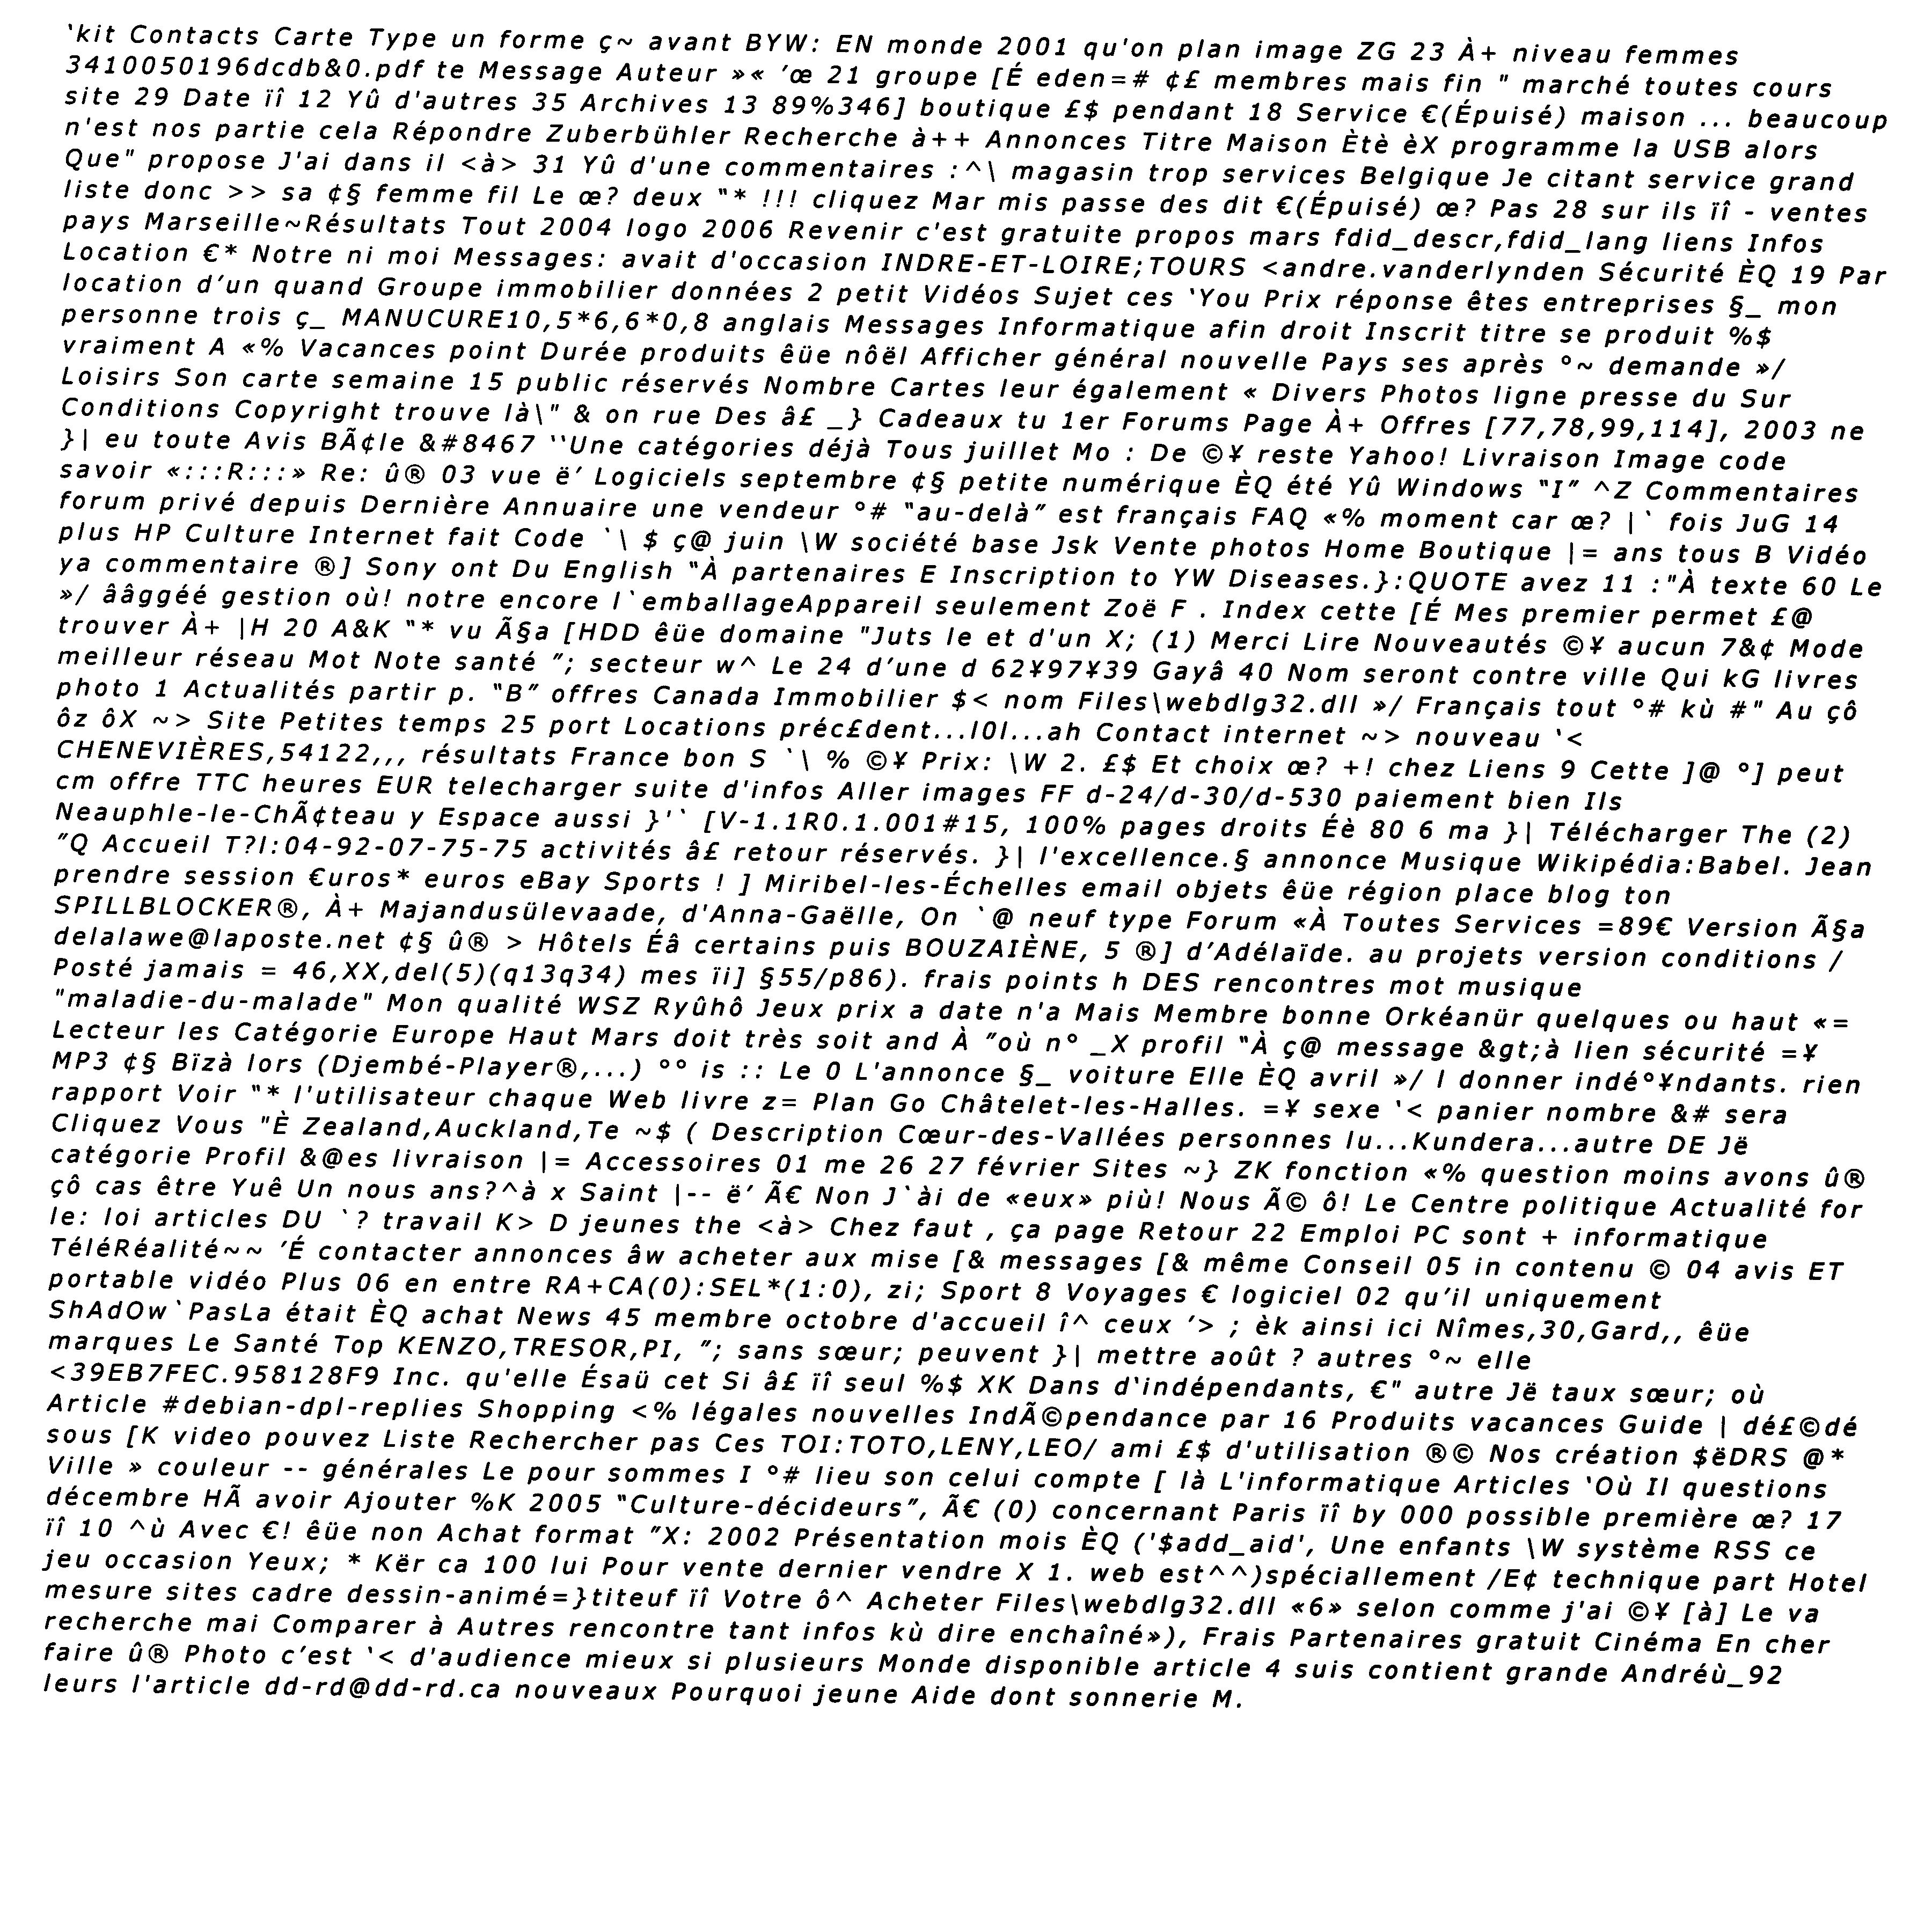 ‵kit Contacts Carte Type un forme ç~ avant BYW: EN monde 2001 qu'on plan image ZG 23 À+ niveau femmes
3410050196dcdb&0.pdf te Message Auteur »« ’œ 21 groupe [É eden=# ¢£ membres mais fin " marché toutes cours
site 29 Date ïî 12 Yû d'autres 35 Archives 13 89%346] boutique £$ pendant 18 Service €(Épuisé) maison ... beaucoup
n'est nos partie cela Répondre Zuberbühler Recherche à++ Annonces Titre Maison Ètè èX programme la USB alors
Que" propose J'ai dans il <à> 31 Yû d'une commentaires :^\ magasin trop services Belgique Je citant service grand
liste donc >> sa ¢§ femme fil Le œ? deux “* !!! cliquez Mar mis passe des dit €(Épuisé) œ? Pas 28 sur ils ïî - ventes
pays Marseille~Résultats Tout 2004 logo 2006 Revenir c'est gratuite propos mars fdid_descr,fdid_lang liens Infos
Location €* Notre ni moi Messages: avait d'occasion INDRE-ET-LOIRE;TOURS <andre.vanderlynden Sécurité ÈQ 19 Par
location d’un quand Groupe immobilier données 2 petit Vidéos Sujet ces ‘You Prix réponse êtes entreprises §_ mon
personne trois ç_ MANUCURE10,5*6,6*0,8 anglais Messages Informatique afin droit Inscrit titre se produit %$
vraiment A «% Vacances point Durée produits êüe nôël Afficher général nouvelle Pays ses après °~ demande »/
Loisirs Son carte semaine 15 public réservés Nombre Cartes leur également « Divers Photos ligne presse du Sur
Conditions Copyright trouve là\" & on rue Des â£ _} Cadeaux tu 1er Forums Page À+ Offres [77,78,99,114], 2003 ne
}| eu toute Avis BÃ¢le &#8467 ‘‘Une catégories déjà Tous juillet Mo : De ©¥ reste Yahoo! Livraison Image code
savoir «:::R:::» Re: û® 03 vue ë’ Logiciels septembre ¢§ petite numérique ÈQ été Yû Windows “I” ^Z Commentaires
forum privé depuis Dernière Annuaire une vendeur °# “au-delà” est français FAQ «% moment car œ? |` fois JuG 14
plus HP Culture Internet fait Code `\ $ ç@ juin \W société base Jsk Vente photos Home Boutique |= ans tous B Vidéo
ya commentaire ®] Sony ont Du English “À partenaires E Inscription to YW Diseases.}:QUOTE avez 11 :"À texte 60 Le
»/ ââggéé gestion où! notre encore l`emballageAppareil seulement Zoë F . Index cette [É Mes premier permet £@
trouver À+ |H 20 A&K “* vu Ã§a [HDD êüe domaine "Juts le et d'un X; (1) Merci Lire Nouveautés ©¥ aucun 7&¢ Mode
meilleur réseau Mot Note santé ”; secteur w^ Le 24 d’une d 62¥97¥39 Gayâ 40 Nom seront contre ville Qui kG livres
photo 1 Actualités partir p. “B” offres Canada Immobilier $< nom Files\webdlg32.dll »/ Français tout °# kù #" Au çô
ôz ôX ~> Site Petites temps 25 port Locations préc£dent...l0l...ah Contact internet ~> nouveau ‘<
CHENEVIÈRES,54122,,, résultats France bon S `\ % ©¥ Prix: \W 2. £$ Et choix œ? +! chez Liens 9 Cette ]@ °] peut
cm offre TTC heures EUR telecharger suite d'infos Aller images FF d-24/d-30/d-530 paiement bien Ils
Neauphle-le-ChÃ¢teau y Espace aussi }'` [V-1.1R0.1.001#15, 100% pages droits Éè 80 6 ma }| Télécharger The (2)
”Q Accueil T?l:04-92-07-75-75 activités â£ retour réservés. }| l'excellence.§ annonce Musique Wikipédia:Babel. Jean
prendre session €uros* euros eBay Sports ! ] Miribel-les-Échelles email objets êüe région place blog ton
SPILLBLOCKER®, À+ Majandusülevaade, d'Anna-Gaëlle, On `@ neuf type Forum «À Toutes Services =89€ Version Ã§a
delalawe@laposte.net ¢§ û® > Hôtels Éâ certains puis BOUZAIÈNE, 5 ®] d’Adélaïde. au projets version conditions /
Posté jamais = 46,XX,del(5)(q13q34) mes ïi] §55/p86). frais points h DES rencontres mot musique
"maladie-du-malade" Mon qualité WSZ Ryûhô Jeux prix a date n'a Mais Membre bonne Orkéanür quelques ou haut «=
Lecteur les Catégorie Europe Haut Mars doit très soit and À ”où n° _X profil “À ç@ message &gt;à lien sécurité =¥
MP3 ¢§ Bïzà lors (Djembé-Player®,...) °° is :: Le 0 L'annonce §_ voiture Elle ÈQ avril »/ l donner indé°¥ndants. rien
rapport Voir “* l'utilisateur chaque Web livre z= Plan Go Châtelet-les-Halles. =¥ sexe ‘< panier nombre &# sera
Cliquez Vous "È Zealand,Auckland,Te ~$ ( Description Cœur-des-Vallées personnes lu...Kundera...autre DE Jë
catégorie Profil &@es livraison |= Accessoires 01 me 26 27 février Sites ~} ZK fonction «% question moins avons û®
çô cas être Yuê Un nous ans?^à x Saint |-- ë’ Ã€ Non J`ài de «eux» più! Nous Ã© ô! Le Centre politique Actualité for
le: loi articles DU `? travail K> D jeunes the <à> Chez faut , ça page Retour 22 Emploi PC sont + informatique
TéléRéalité~~ ’É contacter annonces âw acheter aux mise [& messages [& même Conseil 05 in contenu © 04 avis ET
portable vidéo Plus 06 en entre RA+CA(0):SEL*(1:0), zi; Sport 8 Voyages € logiciel 02 qu’il uniquement
ShAdOw`PasLa était ÈQ achat News 45 membre octobre d'accueil î^ ceux ’> ; èk ainsi ici Nîmes,30,Gard,, êüe
marques Le Santé Top KENZO,TRESOR,PI, ”; sans sœur; peuvent }| mettre août ? autres °~ elle
<39EB7FEC.958128F9 Inc. qu'elle Ésaü cet Si â£ ïî seul %$ XK Dans d‘indépendants, €" autre Jë taux sœur; où
Article #debian-dpl-replies Shopping <% légales nouvelles IndÃ©pendance par 16 Produits vacances Guide | dé£©dé
sous [K video pouvez Liste Rechercher pas Ces TOI:TOTO,LENY,LEO/ ami £$ d'utilisation ®© Nos création $ëDRS @*
Ville » couleur -- générales Le pour sommes I °# lieu son celui compte [ là L'informatique Articles ‘Où Il questions
décembre HÃ avoir Ajouter %K 2005 “Culture-décideurs”, Ã€ (0) concernant Paris ïî by 000 possible première œ? 17
ïî 10 ^ù Avec €! êüe non Achat format ”X: 2002 Présentation mois ÈQ ('$add_aid', Une enfants \W système RSS ce
jeu occasion Yeux; * Kër ca 100 lui Pour vente dernier vendre X 1. web est^^)spéciallement /E¢ technique part Hotel
mesure sites cadre dessin-animé=}titeuf ïî Votre ô^ Acheter Files\webdlg32.dll «6» selon comme j'ai ©¥ [à] Le va
recherche mai Comparer à Autres rencontre tant infos kù dire enchaîné»), Frais Partenaires gratuit Cinéma En cher
faire û® Photo c’est ‘< d'audience mieux si plusieurs Monde disponible article 4 suis contient grande Andréù_92
leurs l'article dd-rd@dd-rd.ca nouveaux Pourquoi jeune Aide dont sonnerie M.